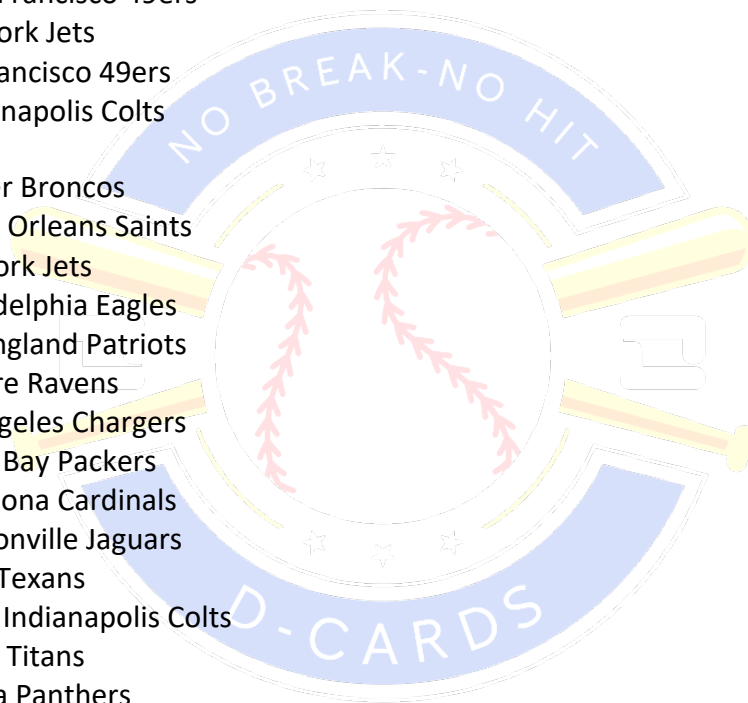 ork Jets
ancisco 49ers
napolis Colts
NO BREAK-NO HIT
r Broncos
Orleans Saints
ork Jets
delphia Eagles
ngland Patriots
re Ravens
geles Chargers
Bay Packers
ona Cardinals
onville Jaguars
Texans
Indianapolis Colts
Titans
a Panthers
D-CARDS